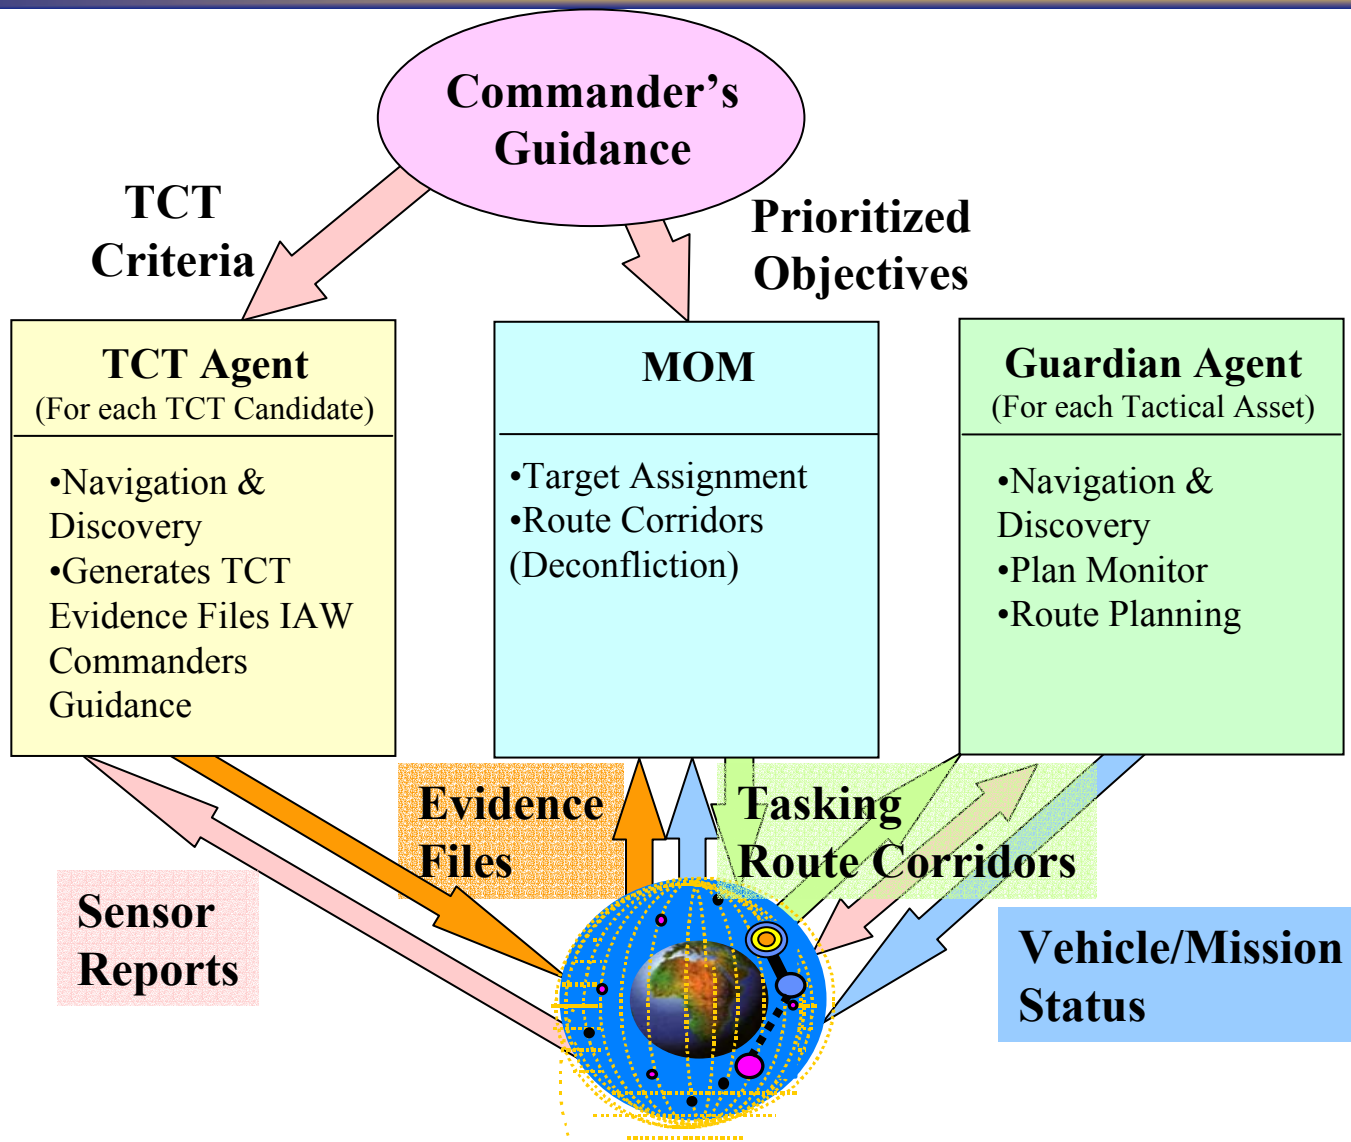 Commander’s
Guidance
TCT
Criteria
Prioritized
Objectives
TCT Agent
(For each TCT Candidate)
•Navigation &
Discovery
•Generates TCT
Evidence Files IAW
Commanders
Guidance
MOM
•Target Assignment
•Route Corridors
(Deconfliction)
Guardian Agent
(For each Tactical Asset)
•Navigation &
Discovery
•Plan Monitor
•Route Planning
Evidence
Files
Tasking
Route Corridors
Sensor
Reports
Vehicle/Mission
Status